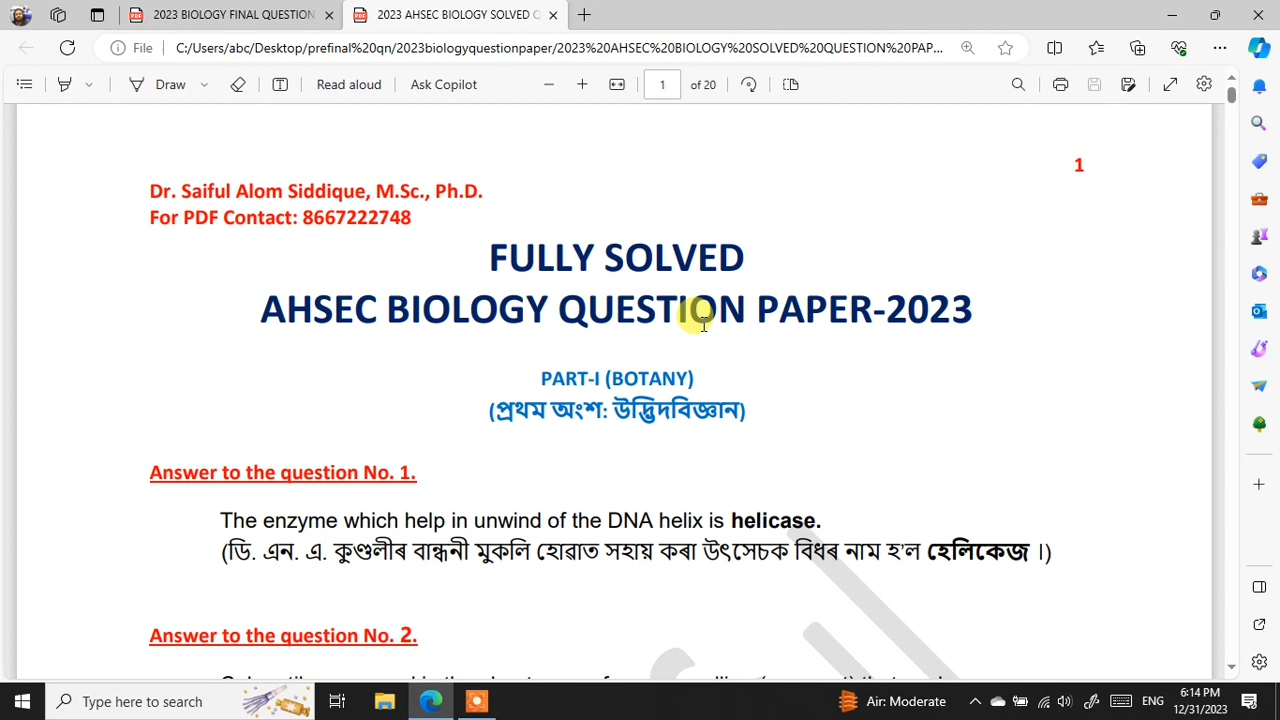 2023 BIOLOGY FINAL QUESTION
2023 AHSEC BIOLOGY SOLVED Q
File
C:/Users/abc/Desktop/prefinal%20qn/2023biologyquestionpaper/2023%20AHSEC%20BIOLOGY%20SOLVED%20QUESTION%20PAP...
Draw
Read aloud
Ask Copilot
1
of 20
1
Dr. Saiful Alom Siddique, M.Sc., Ph.D.
For PDF Contact: 8667222748
FULLY SOLVED
AHSEC BIOLOGY QUESTION PAPER-2023
PART-I (BOTANY)
(প্ৰথম অংশ: উদ্ভিদবিজ্ঞান)
Answer to the question No. 1.
The enzyme which help in unwind of the DNA helix is helicase.
(ডি. এন. এ. কুণ্ডলীৰ বান্ধনী মুকলি হোৱাত সহায় কৰা উৎসেচক বিধৰ নাম হ'ল হেলিকেজ ।)
Answer to the question No. 2.
Type here to search
Air: Moderate
ENG
6:14 PM
12/31/2023